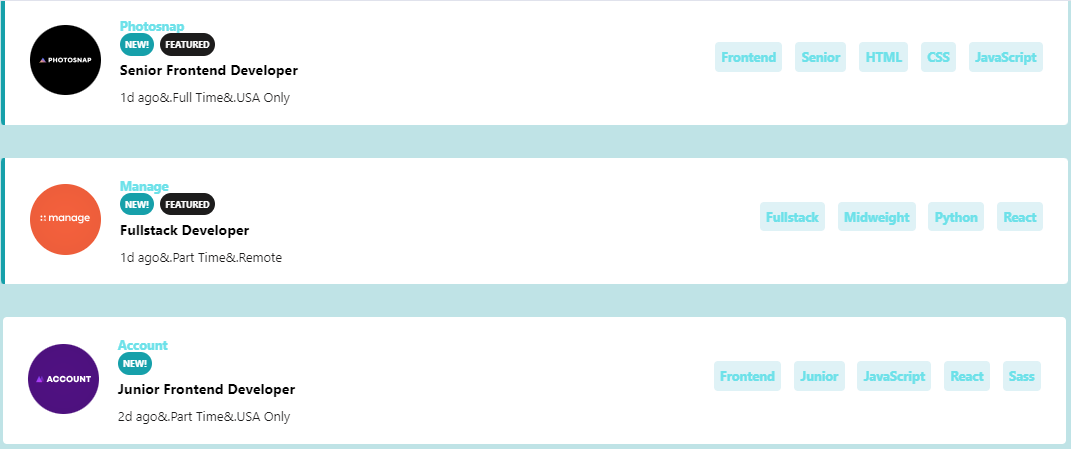 Photosnap
PHOTOSNAP
NEW! FEATURED
Senior Frontend Developer
1d ago&.Full Time&.USA Only
Frontend Senior HTML CSS JavaScript
Manage
manage
NEW! FEATURED
Fullstack Developer
1d ago&.Part Time&.Remote
Fullstack Midweight Python React
Account
ACCOUNT
NEW!
Junior Frontend Developer
2d ago&.Part Time&.USA Only
Frontend Junior JavaScript React Sass